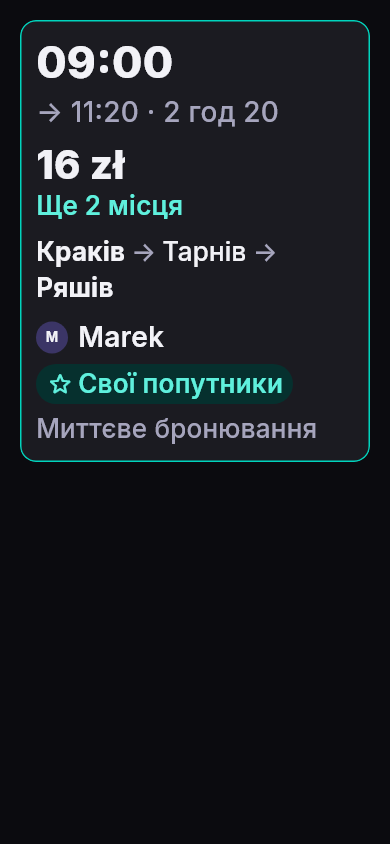 09:00
→ 11:20 · 2 год 20
16 zł
Ще 2 місця
Краків → Тарнів →
Ряшів
M Marek
Свої попутники
Миттєве бронювання